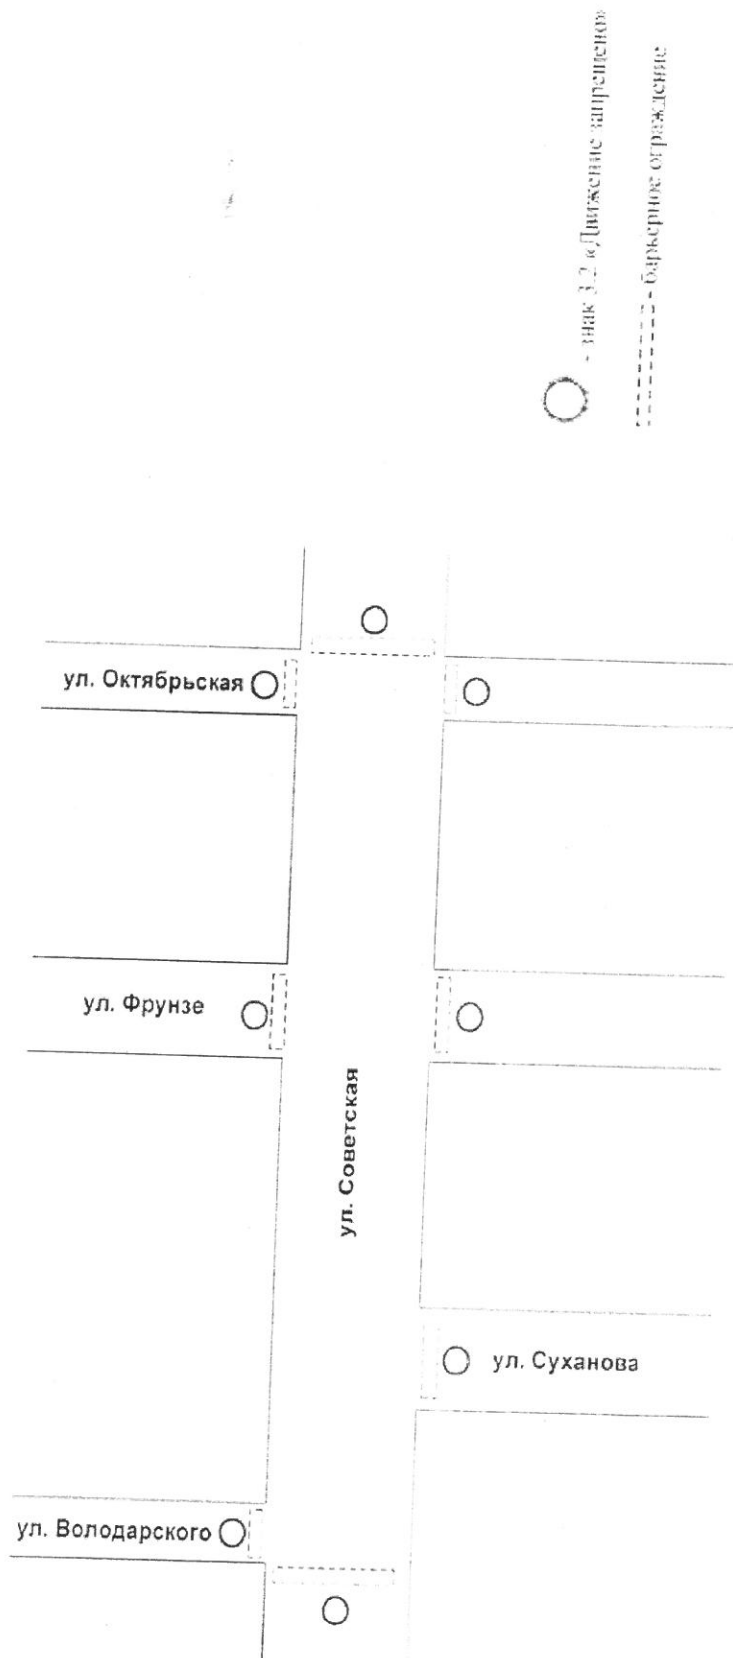 - знак 3.2 «Движение запрещено»
- барьерное ограждение
ул. Октябрьская
ул. Фрунзе
ул. Советская
ул. Суханова
ул. Володарского